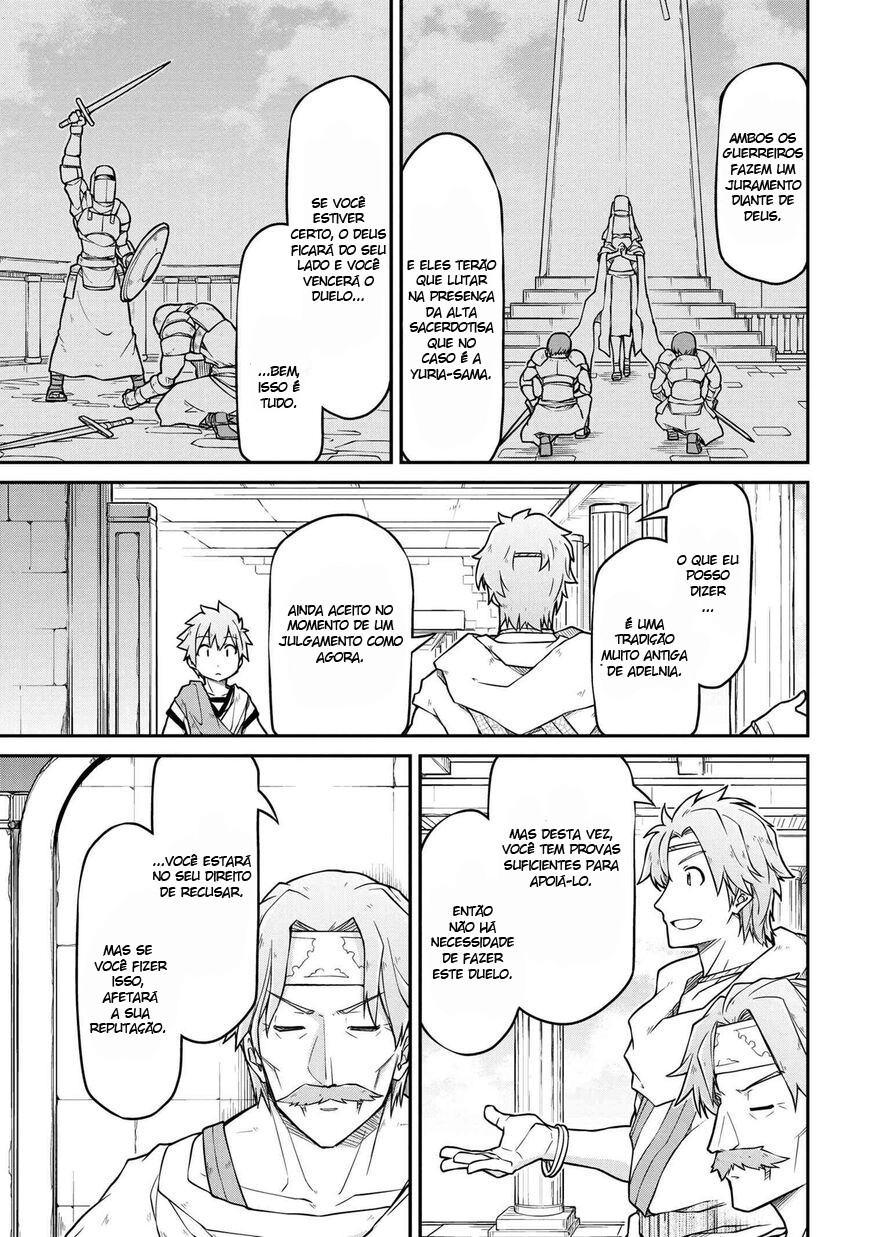 AMBOS OS
GUERREIROS
FAZEM UM
JURAMENTO
DIANTE DE
DEUS.
E ELES TERÃO
QUE LUTAR
NA PRESENÇA
DA ALTA
SACERDOTISA
QUE NO
CASO É A
YURIA-SAMA.
SE VOCÊ
ESTIVER
CERTO, O DEUS
FICARÁ DO SEU
LADO E VOCÊ
VENCERÁ O
DUELO...
...BEM,
ISSO É
TUDO.
O QUE EU
POSSO
DIZER
...
É UMA
TRADIÇÃO
MUITO ANTIGA
DE ADELNIA.
AINDA ACEITO NO
MOMENTO DE UM
JULGAMENTO COMO
AGORA.
MAS DESTA VEZ,
VOCÊ TEM PROVAS
SUFICIENTES PARA
APOIÁ-LO.
ENTÃO
NÃO HÁ
NECESSIDADE
DE FAZER
ESTE DUELO.
...VOCÊ ESTARÁ
NO SEU DIREITO
DE RECUSAR.
MAS SE
VOCÊ FIZER
ISSO,
AFETARÁ
A SUA
REPUTAÇÃO.